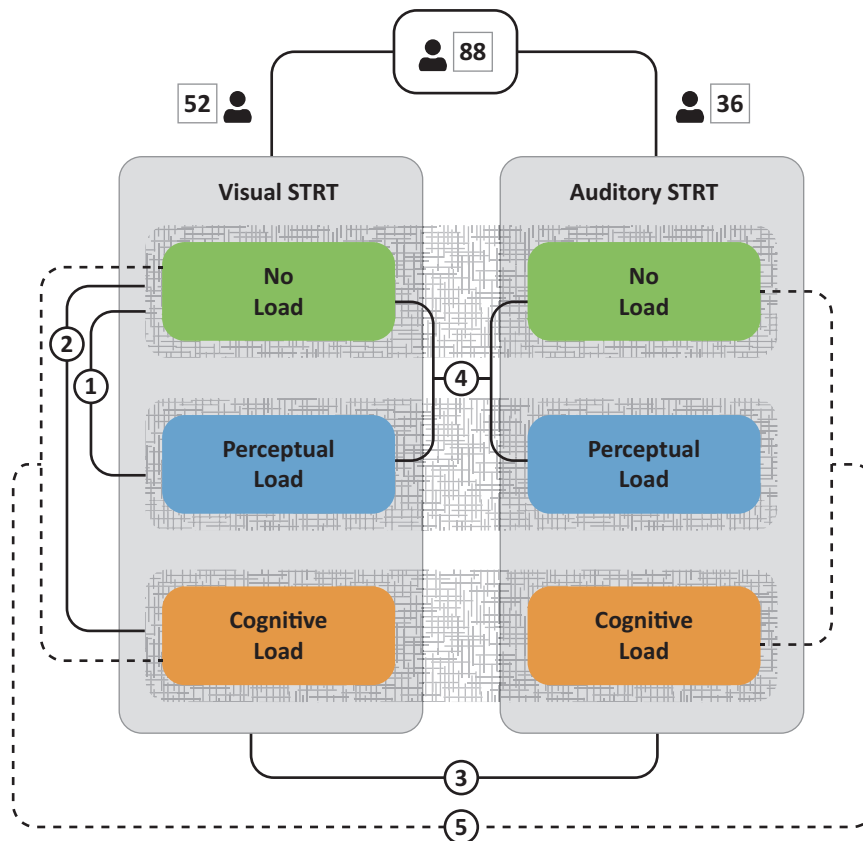 88
52
36
Visual STRT
Auditory STRT
No
Load
No
Load
2
1
4
Perceptual
Load
Perceptual
Load
Cognitive
Load
Cognitive
Load
3
5